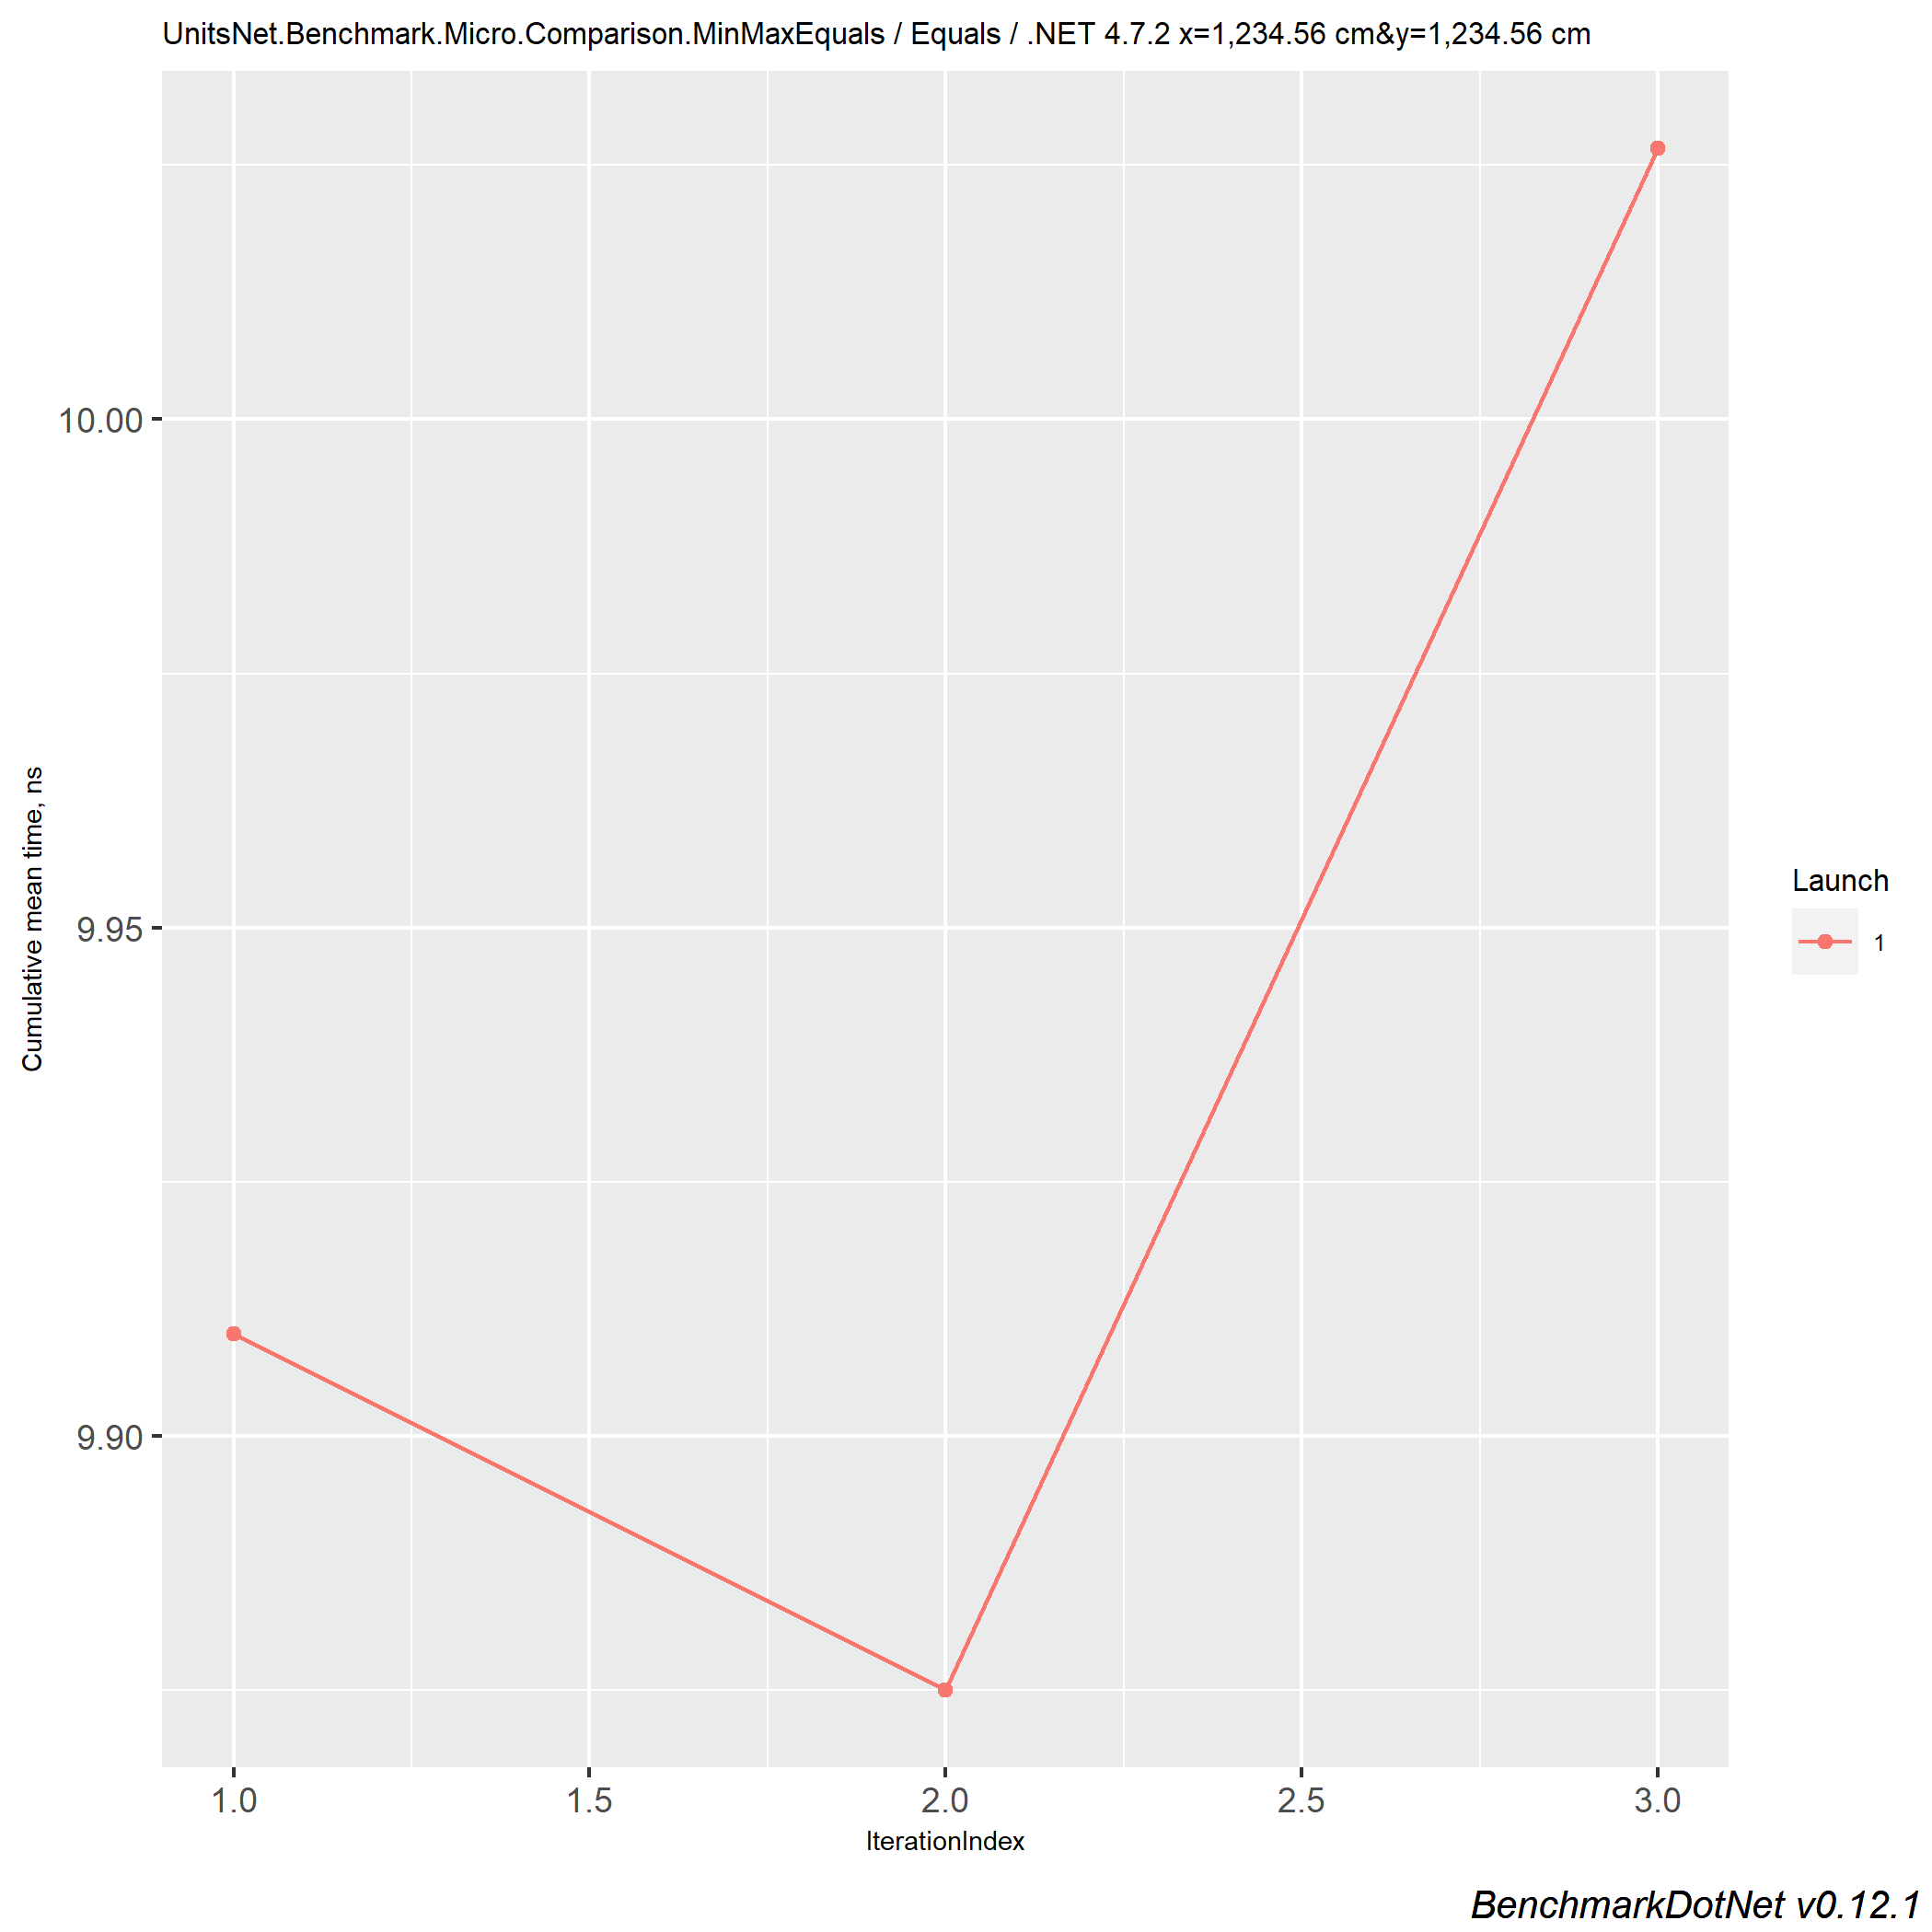 UnitsNet.Benchmark.Micro.Comparison.MinMaxEquals / Equals / .NET 4.7.2 x=1,234.56 cm&y=1,234.56 cm
10.00
9.95
9.90
Cumulative mean time, ns
1.0 1.5 2.0 2.5 3.0
IterationIndex
Launch
1
BenchmarkDotNet v0.12.1